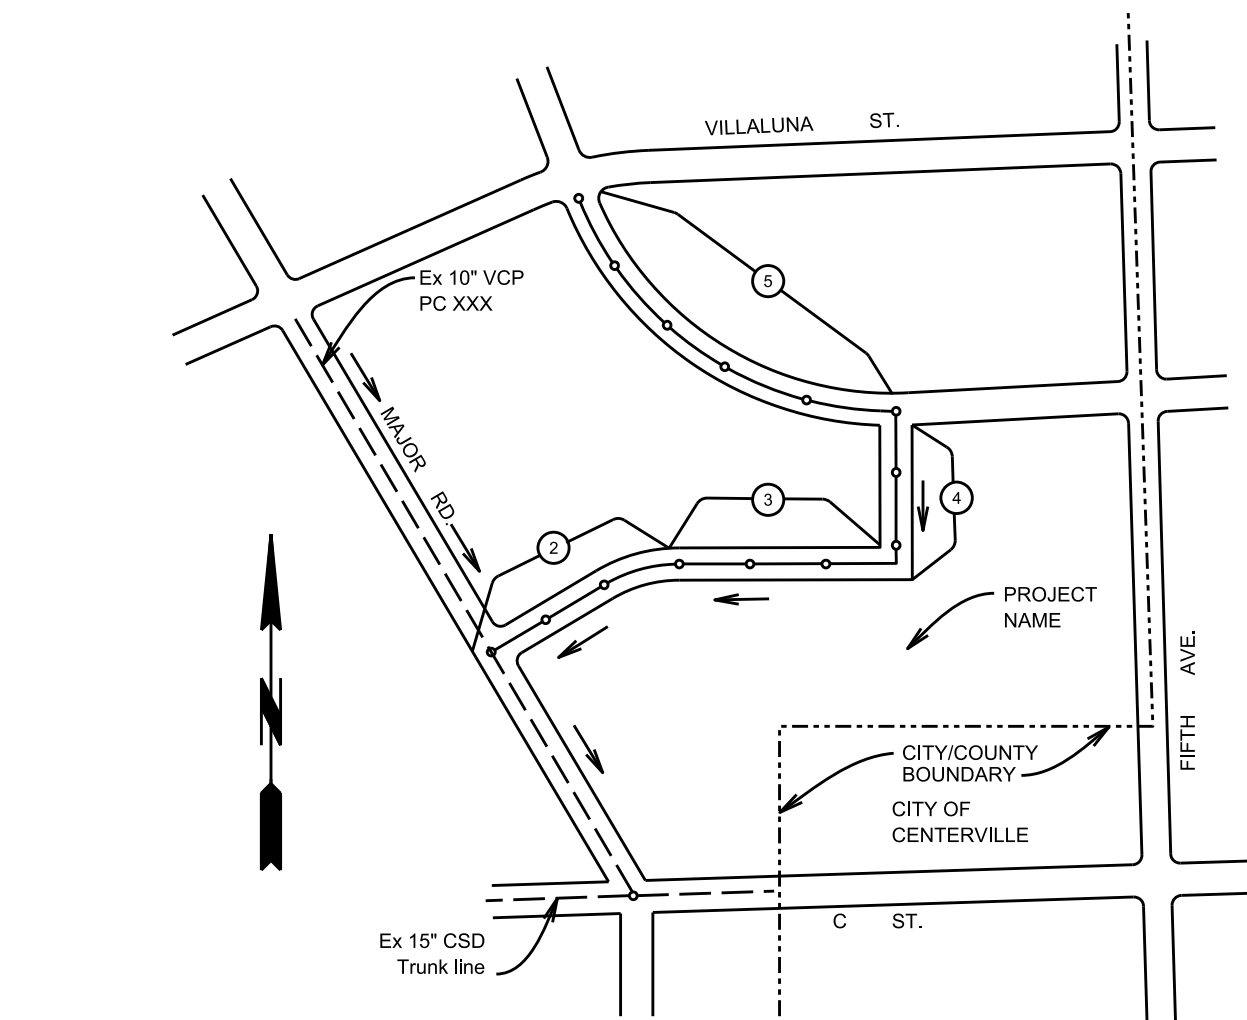 VILLALUNA ST.
Ex 10" VCP
PC XXX
5
MAJOR RD.
4
3
2
PROJECT
NAME
N
FIFTH AVE.
CITY/COUNTY
BOUNDARY
CITY OF
CENTERVILLE
C ST.
Ex 15" CSD
Trunk line